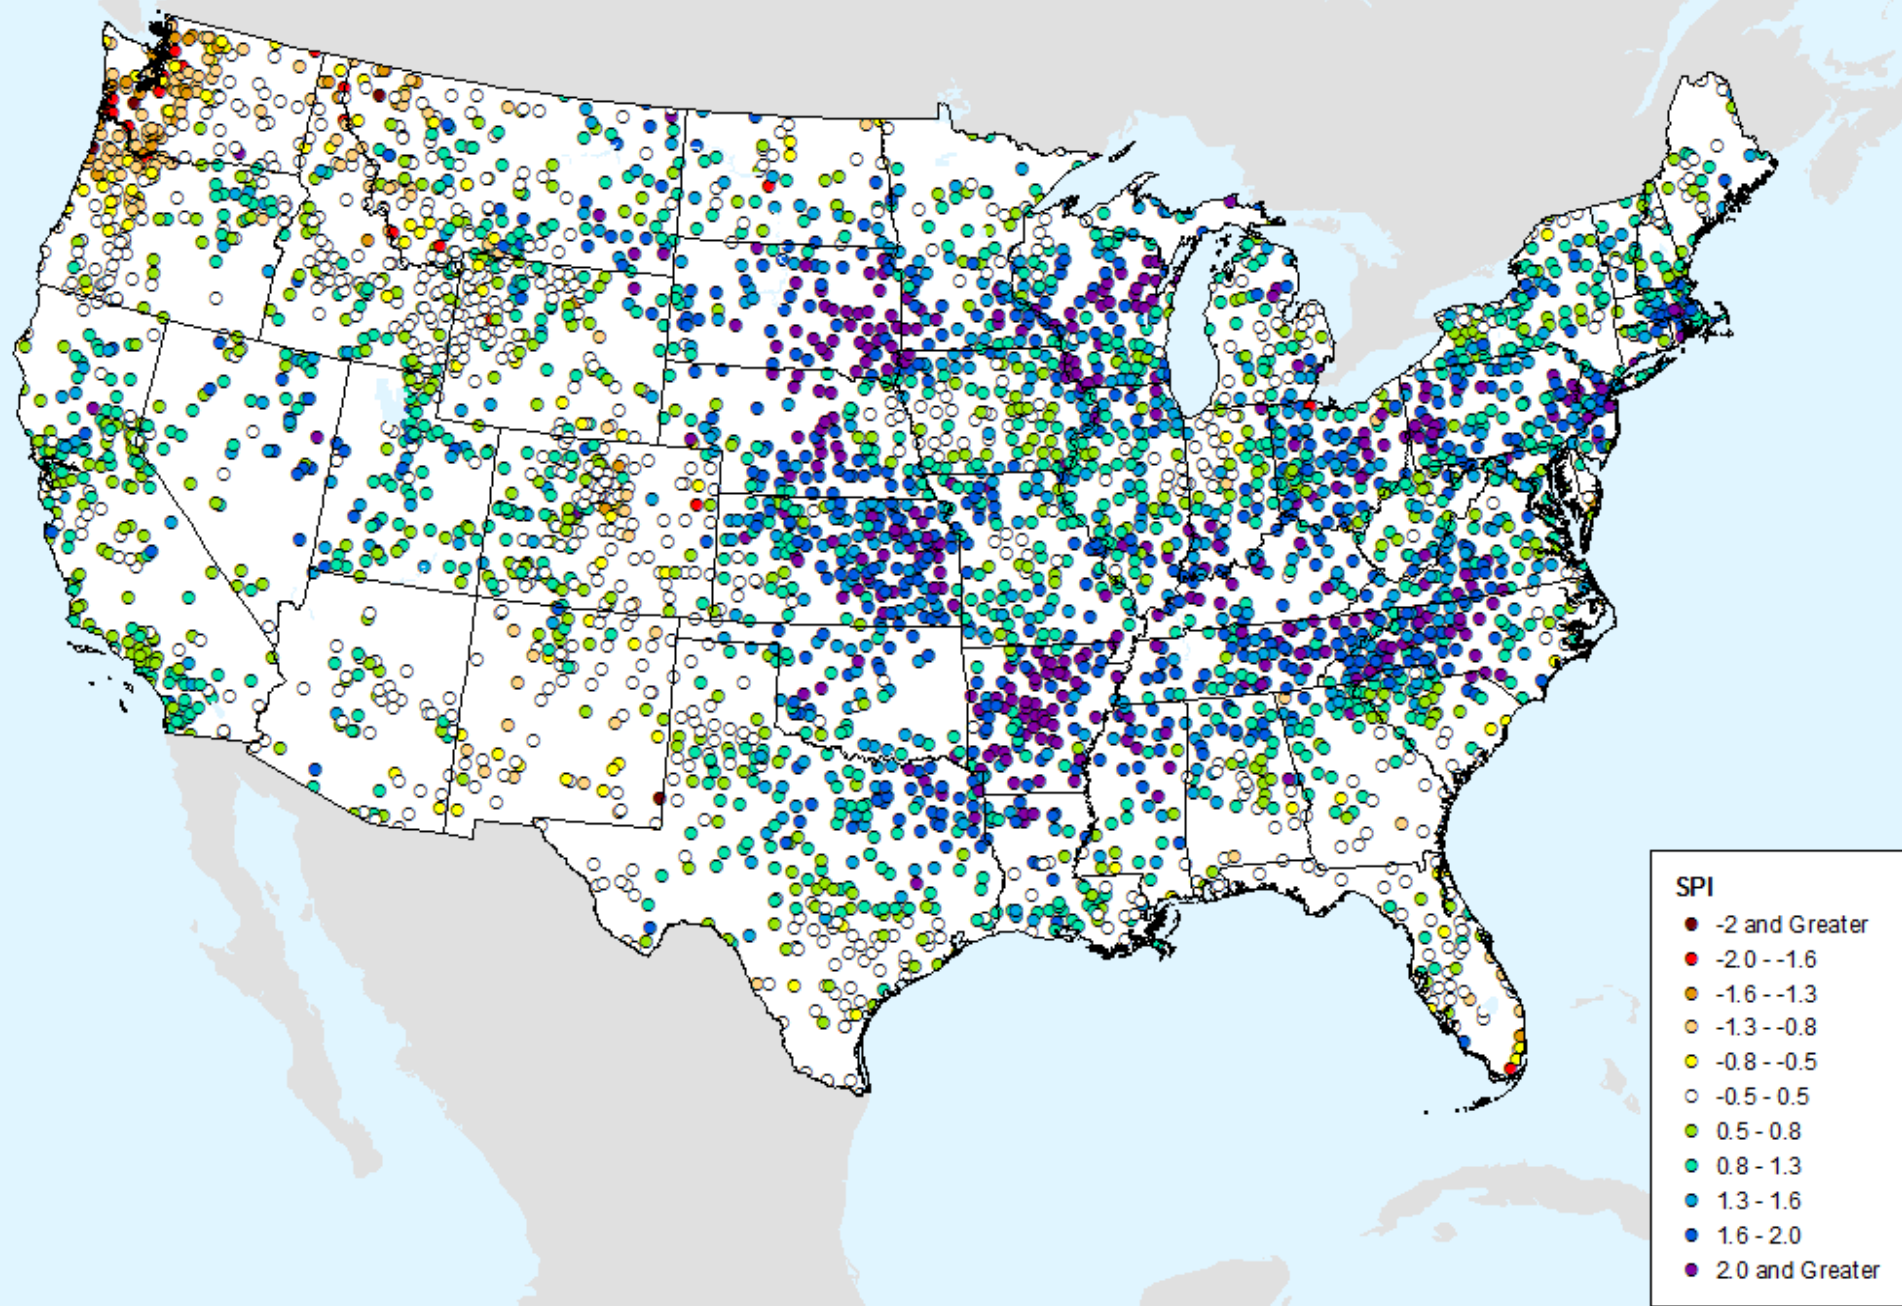 SPI
-2 and Greater
-2.0 - -1.6
-1.6 - -1.3
-1.3 - -0.8
-0.8 - -0.5
-0.5 - 0.5
0.5 - 0.8
0.8 - 1.3
1.3 - 1.6
1.6 - 2.0
2.0 and Greater